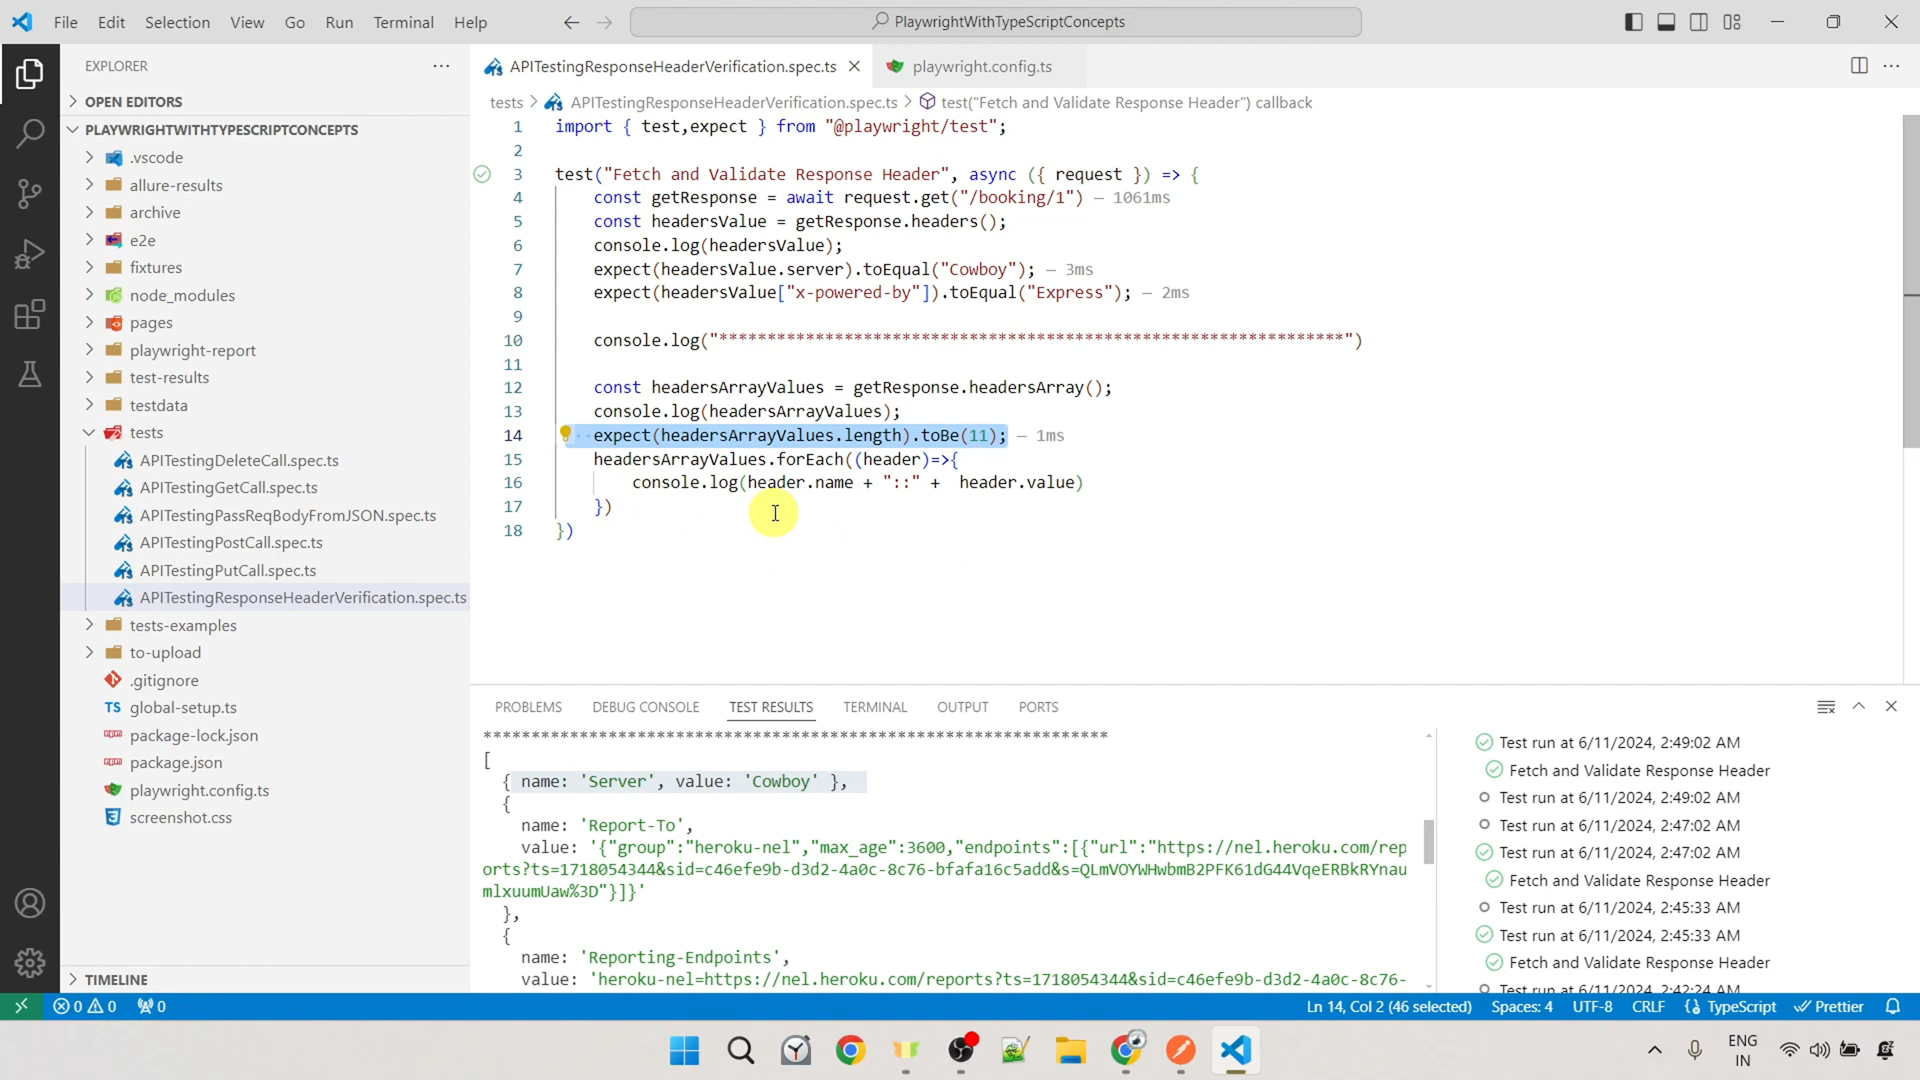 File Edit Selection View Go Run Terminal Help
PlaywrightWithTypeScriptConcepts
EXPLORER
OPEN EDITORS
PLAYWRIGHTWITHTYPESCRIPTCONCEPTS
.vscode
allure-results
archive
e2e
fixtures
node_modules
pages
playwright-report
test-results
testdata
tests
APITestingDeleteCall.spec.ts
APITestingGetCall.spec.ts
APITestingPassReqBodyFromJSON.spec.ts
APITestingPostCall.spec.ts
APITestingPutCall.spec.ts
APITestingResponseHeaderVerification.spec.ts
tests-examples
to-upload
.gitignore
TS global-setup.ts
package-lock.json
package.json
playwright.config.ts
screenshot.css
TIMELINE
APITestingResponseHeaderVerification.spec.ts
playwright.config.ts
tests > APITestingResponseHeaderVerification.spec.ts > test("Fetch and Validate Response Header") callback
1 import { test,expect } from "@playwright/test";
2
3 test("Fetch and Validate Response Header", async ({ request }) => {
4 const getResponse = await request.get("/booking/1") — 1061ms
5 const headersValue = getResponse.headers();
6 console.log(headersValue);
7 expect(headersValue.server).toEqual("Cowboy"); — 3ms
8 expect(headersValue["x-powered-by"]).toEqual("Express"); — 2ms
9
10 console.log("*****************************************************************")
11
12 const headersArrayValues = getResponse.headersArray();
13 console.log(headersArrayValues);
14 expect(headersArrayValues.length).toBe(11); — 1ms
15 headersArrayValues.forEach((header)=>{
16 console.log(header.name + "::" + header.value)
17 })
18 })
PROBLEMS DEBUG CONSOLE TEST RESULTS TERMINAL OUTPUT PORTS
*****************************************************************
[
{ name: 'Server', value: 'Cowboy' },
{
name: 'Report-To',
value: '{"group":"heroku-nel","max_age":3600,"endpoints":[{"url":"https://nel.heroku.com/rep
orts?ts=1718054344&sid=c46efe9b-d3d2-4a0c-8c76-bfafa16c5add&s=QLmVOYWHwbmB2PFK61dG44VqeERBkRYnau
mlxuumUaw%3D"}]}'
},
{
name: 'Reporting-Endpoints',
value: 'heroku-nel=https://nel.heroku.com/reports?ts=1718054344&sid=c46efe9b-d3d2-4a0c-8c76-
Test run at 6/11/2024, 2:49:02 AM
Fetch and Validate Response Header
Test run at 6/11/2024, 2:49:02 AM
Test run at 6/11/2024, 2:47:02 AM
Test run at 6/11/2024, 2:47:02 AM
Fetch and Validate Response Header
Test run at 6/11/2024, 2:45:33 AM
Test run at 6/11/2024, 2:45:33 AM
Fetch and Validate Response Header
Test run at 6/11/2024, 2:42:24 AM
0 0 0
Ln 14, Col 2 (46 selected) Spaces: 4 UTF-8 CRLF TypeScript Prettier
ENG
IN